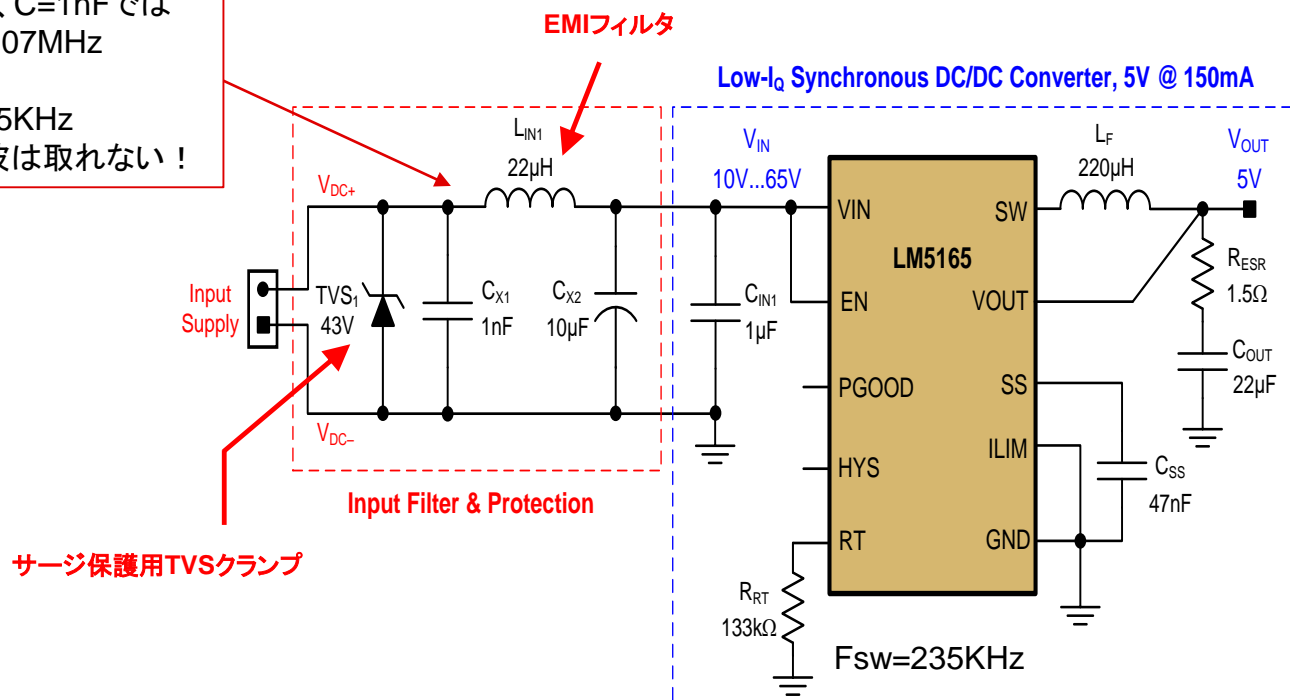 C=1nFでは
07MHz
5KHz
は取れない！
EMIフィルタ
Low-IQ Synchronous DC/DC Converter, 5V @ 150mA
LIN1
22µH
VDC+
Input
Supply
TVS1
43V
CX1
1nF
CX2
10µF
VDC–
Input Filter & Protection
サージ保護用TVSクランプ
VIN
10V...65V
CIN1
1µF
LM5165
VIN
EN
PGOOD
HYS
RT
SW
VOUT
SS
ILIM
GND
LF
220µH
VOUT
5V
RESR
1.5Ω
COUT
22µF
CSS
47nF
RRT
133kΩ
Fsw=235KHz